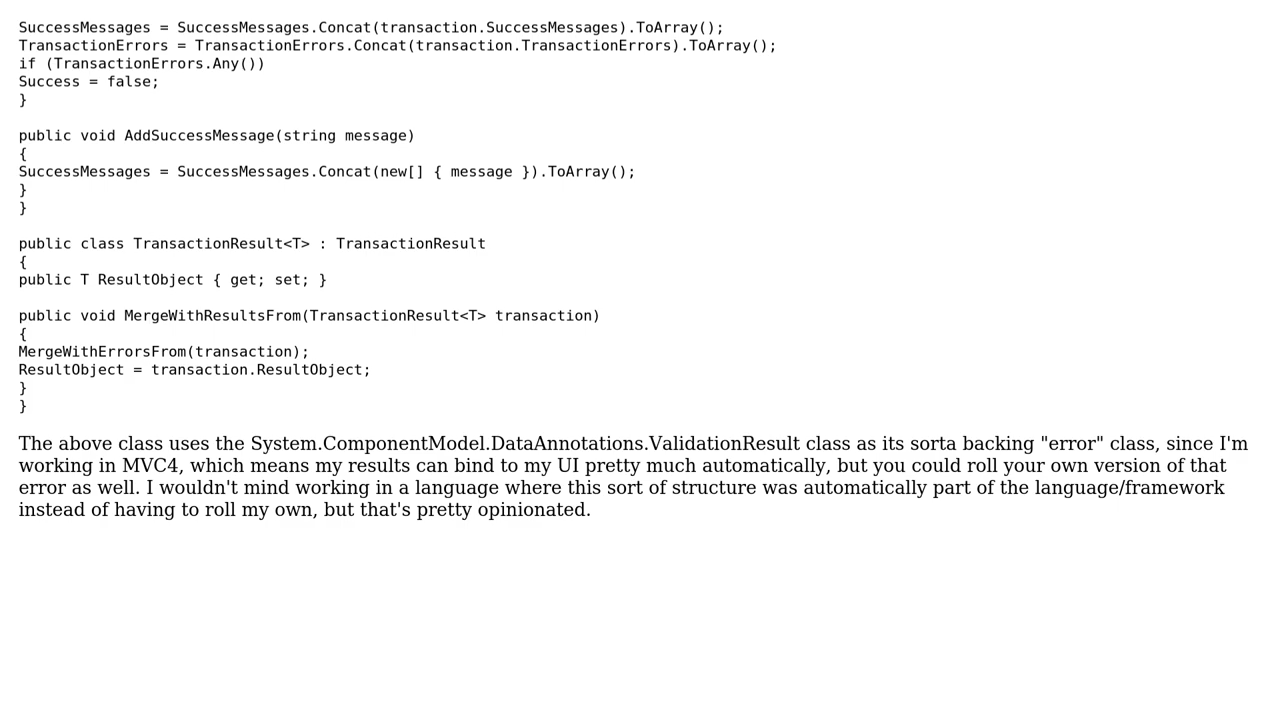 SuccessMessages = SuccessMessages.Concat(transaction.SuccessMessages).ToArray();
TransactionErrors = TransactionErrors.Concat(transaction.TransactionErrors).ToArray();
if (TransactionErrors.Any())
Success = false;
}

public void AddSuccessMessage(string message)
{
SuccessMessages = SuccessMessages.Concat(new[] { message }).ToArray();
}
}

public class TransactionResult<T> : TransactionResult
{
public T ResultObject { get; set; }

public void MergeWithResultsFrom(TransactionResult<T> transaction)
{
MergeWithErrorsFrom(transaction);
ResultObject = transaction.ResultObject;
}
}

The above class uses the System.ComponentModel.DataAnnotations.ValidationResult class as its sorta backing "error" class, since I'm
working in MVC4, which means my results can bind to my UI pretty much automatically, but you could roll your own version of that
error as well. I wouldn't mind working in a language where this sort of structure was automatically part of the language/framework
instead of having to roll my own, but that's pretty opinionated.